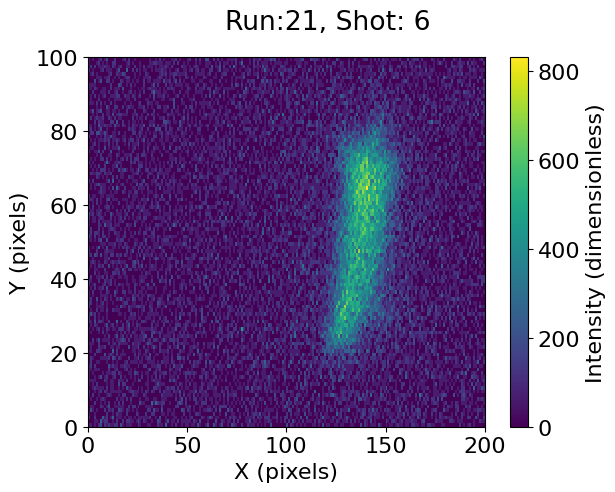 Run:21, Shot: 6
100
80
60
40
20
0
Y (pixels)
0 50 100 150 200
X (pixels)
800
600
400
200
0
Intensity (dimensionless)